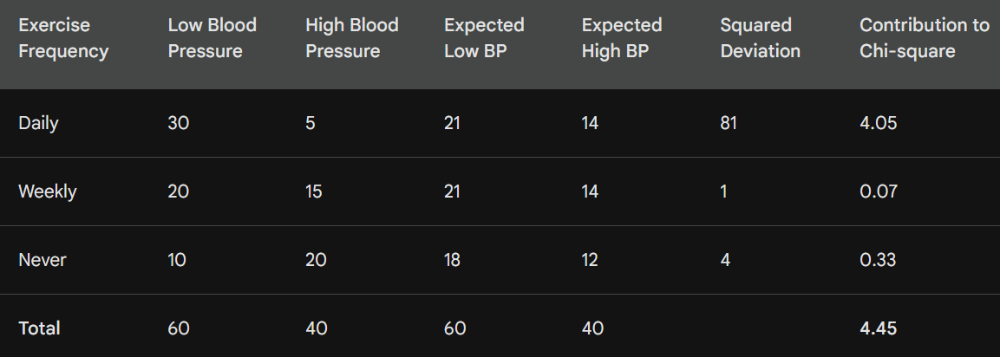 Exercise Frequency Low Blood Pressure High Blood Pressure Expected Low BP Expected High BP Squared Deviation Contribution to Chi-square
Daily 30 5 21 14 81 4.05
Weekly 20 15 21 14 1 0.07
Never 10 20 18 12 4 0.33
Total 60 40 60 40 4.45